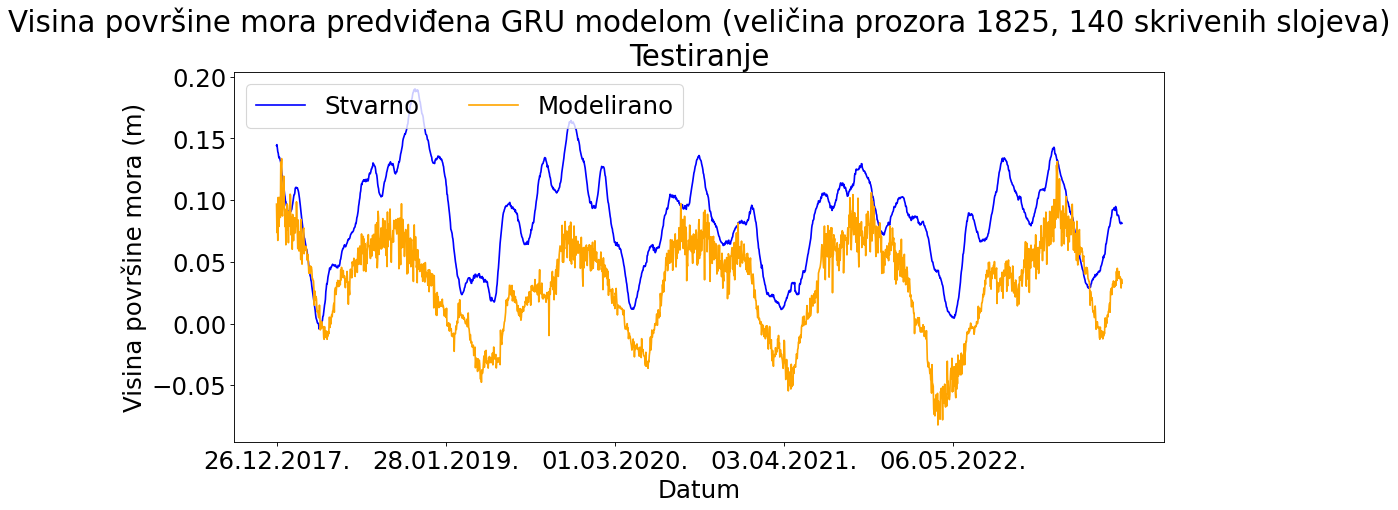 Visina površine mora predviđena GRU modelom (veličina prozora 1825, 140 skrivenih slojeva)
Testiranje
Stvarno Modelirano
Visina površine mora (m)
0.20
0.15
0.10
0.05
0.00
−0.05
26.12.2017. 28.01.2019. 01.03.2020. 03.04.2021. 06.05.2022.
Datum